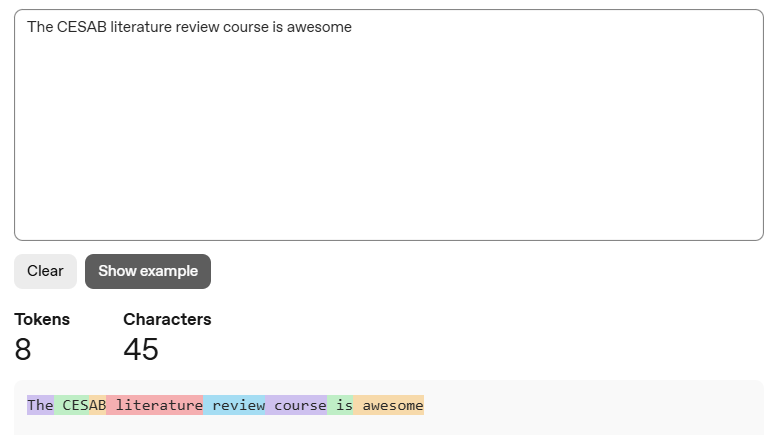 The CESAB literature review course is awesome
Clear Show example
Tokens Characters
8 45
The CESAB literature review course is awesome